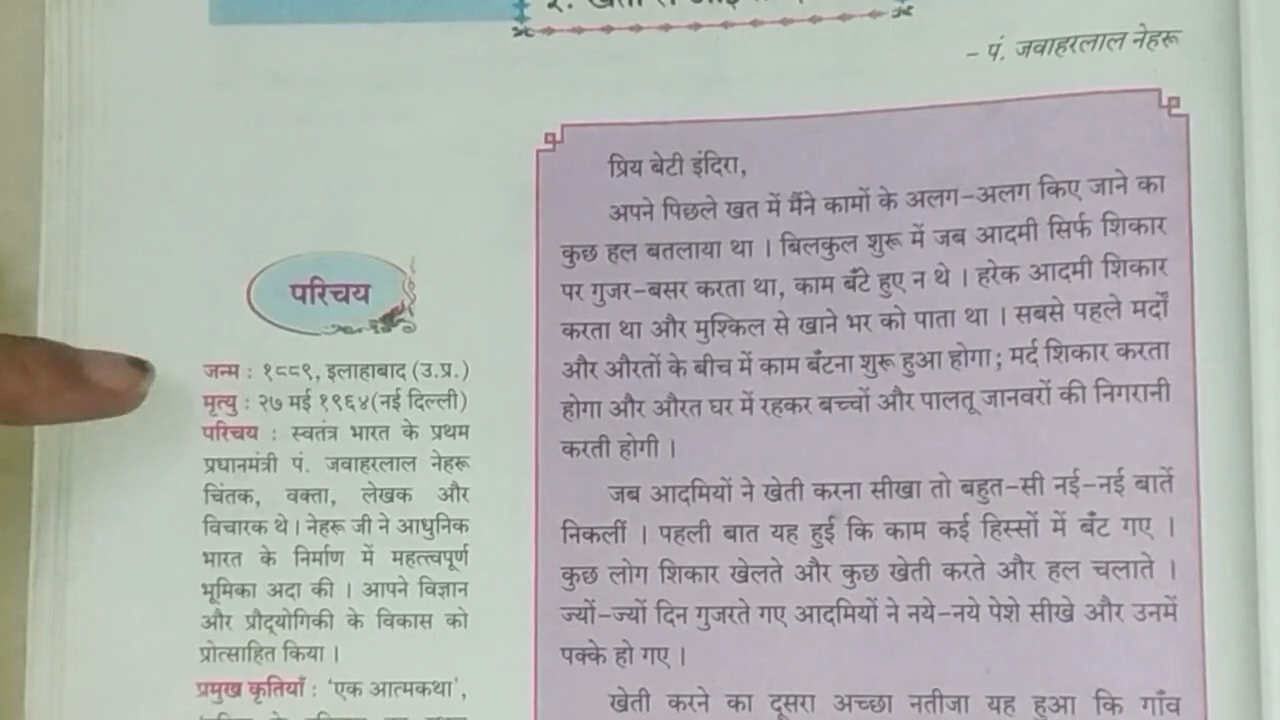 – पं. जवाहरलाल नेहरू
परिचय
जन्म : १८८९, इलाहाबाद (उ.प्र.)
मृत्यु : २७ मई १९६४(नई दिल्ली)
परिचय : स्वतंत्र भारत के प्रथम
प्रधानमंत्री पं. जवाहरलाल नेहरू
चिंतक, वक्ता, लेखक और
विचारक थे । नेहरू जी ने आधुनिक
भारत के निर्माण में महत्त्वपूर्ण
भूमिका अदा की । आपने विज्ञान
और प्रौद्‌योगिकी के विकास को
प्रोत्साहित किया ।
प्रमुख कृतियाँ : 'एक आत्मकथा',
प्रिय बेटी इंदिरा,
अपने पिछले खत में मैंने कामों के अलग-अलग किए जाने का
कुछ हल बतलाया था । बिलकुल शुरू में जब आदमी सिर्फ शिकार
पर गुजर-बसर करता था, काम बँटे हुए न थे । हरेक आदमी शिकार
करता था और मुश्किल से खाने भर को पाता था । सबसे पहले मर्दों
और औरतों के बीच में काम बँटना शुरू हुआ होगा; मर्द शिकार करता
होगा और औरत घर में रहकर बच्चों और पालतू जानवरों की निगरानी
करती होगी ।
जब आदमियों ने खेती करना सीखा तो बहुत-सी नई-नई बातें
निकलीं । पहली बात यह हुई कि काम कई हिस्सों में बँट गए ।
कुछ लोग शिकार खेलते और कुछ खेती करते और हल चलाते ।
ज्यों-ज्यों दिन गुजरते गए आदमियों ने नये-नये पेशे सीखे और उनमें
पक्के हो गए ।
खेती करने का दूसरा अच्छा नतीजा यह हुआ कि गाँव